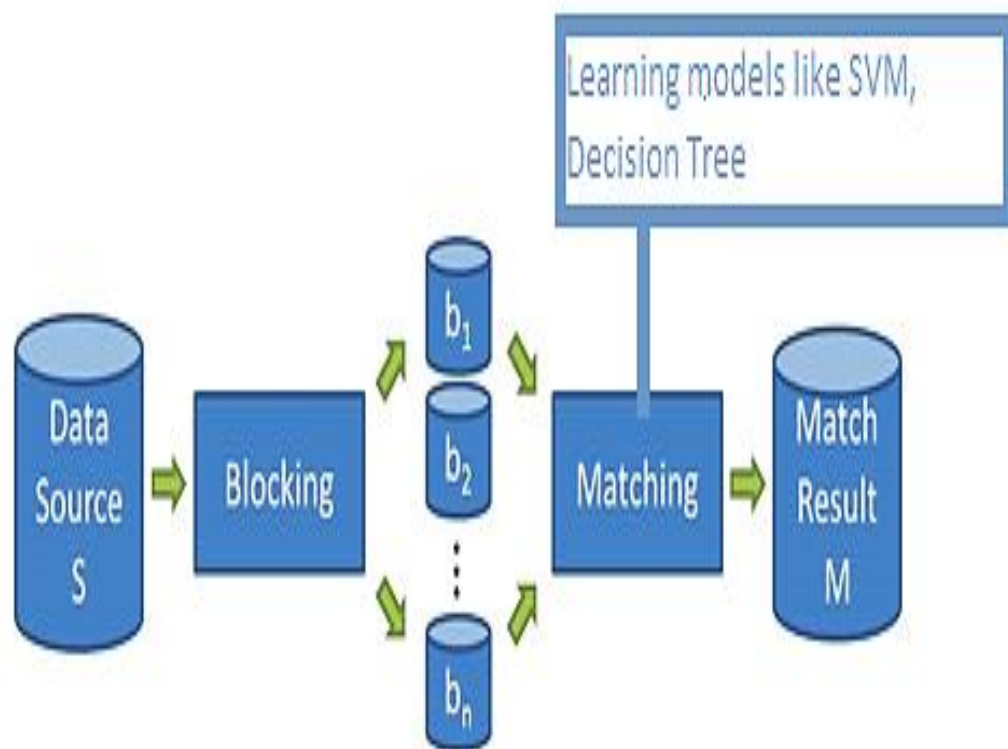 Learning models like SVM,
Decision Tree
Data
Source
S
Blocking
b₁
b₂
⋮
bₙ
Matching
Match
Result
M